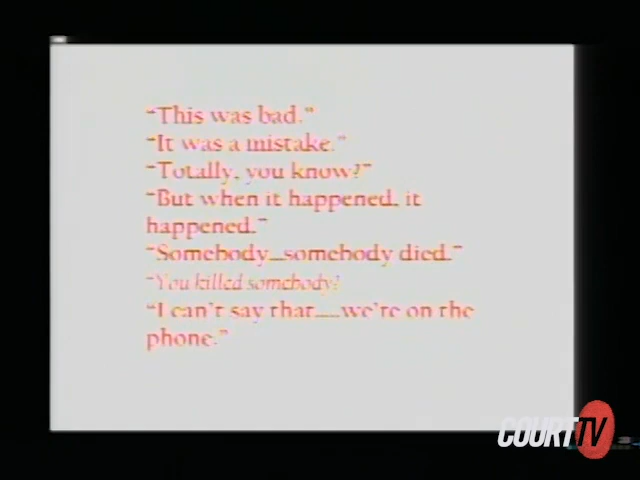 “This was bad.”
“It was a mistake.”
“Totally, you know?”
“But when it happened, it
happened.”
“Somebody...somebody died.”
“You killed somebody?
“I can't say that.....we're on the
phone.”
COURT TV